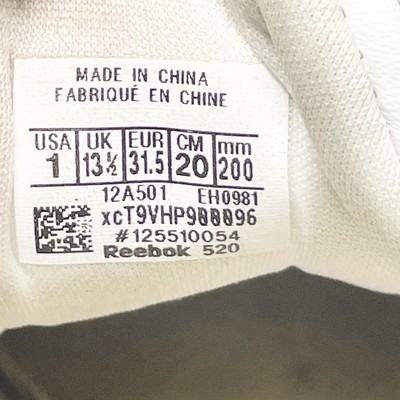 MADE IN CHINA
FABRIQUÉ EN CHINE
USA UK EUR CM mm
1 13½ 31.5 20 200
12A501 EH0981
#125510054
Reebok 520